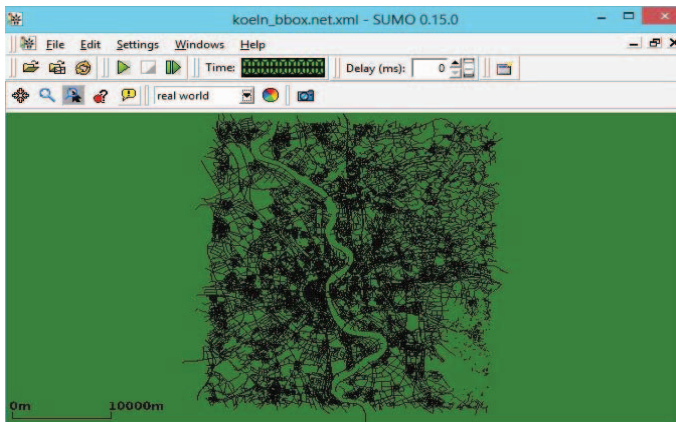 koeln_bbox.net.xml - SUMO 0.15.0
File Edit Settings Windows Help
Time: Delay (ms): 0
real world
0m 10000m